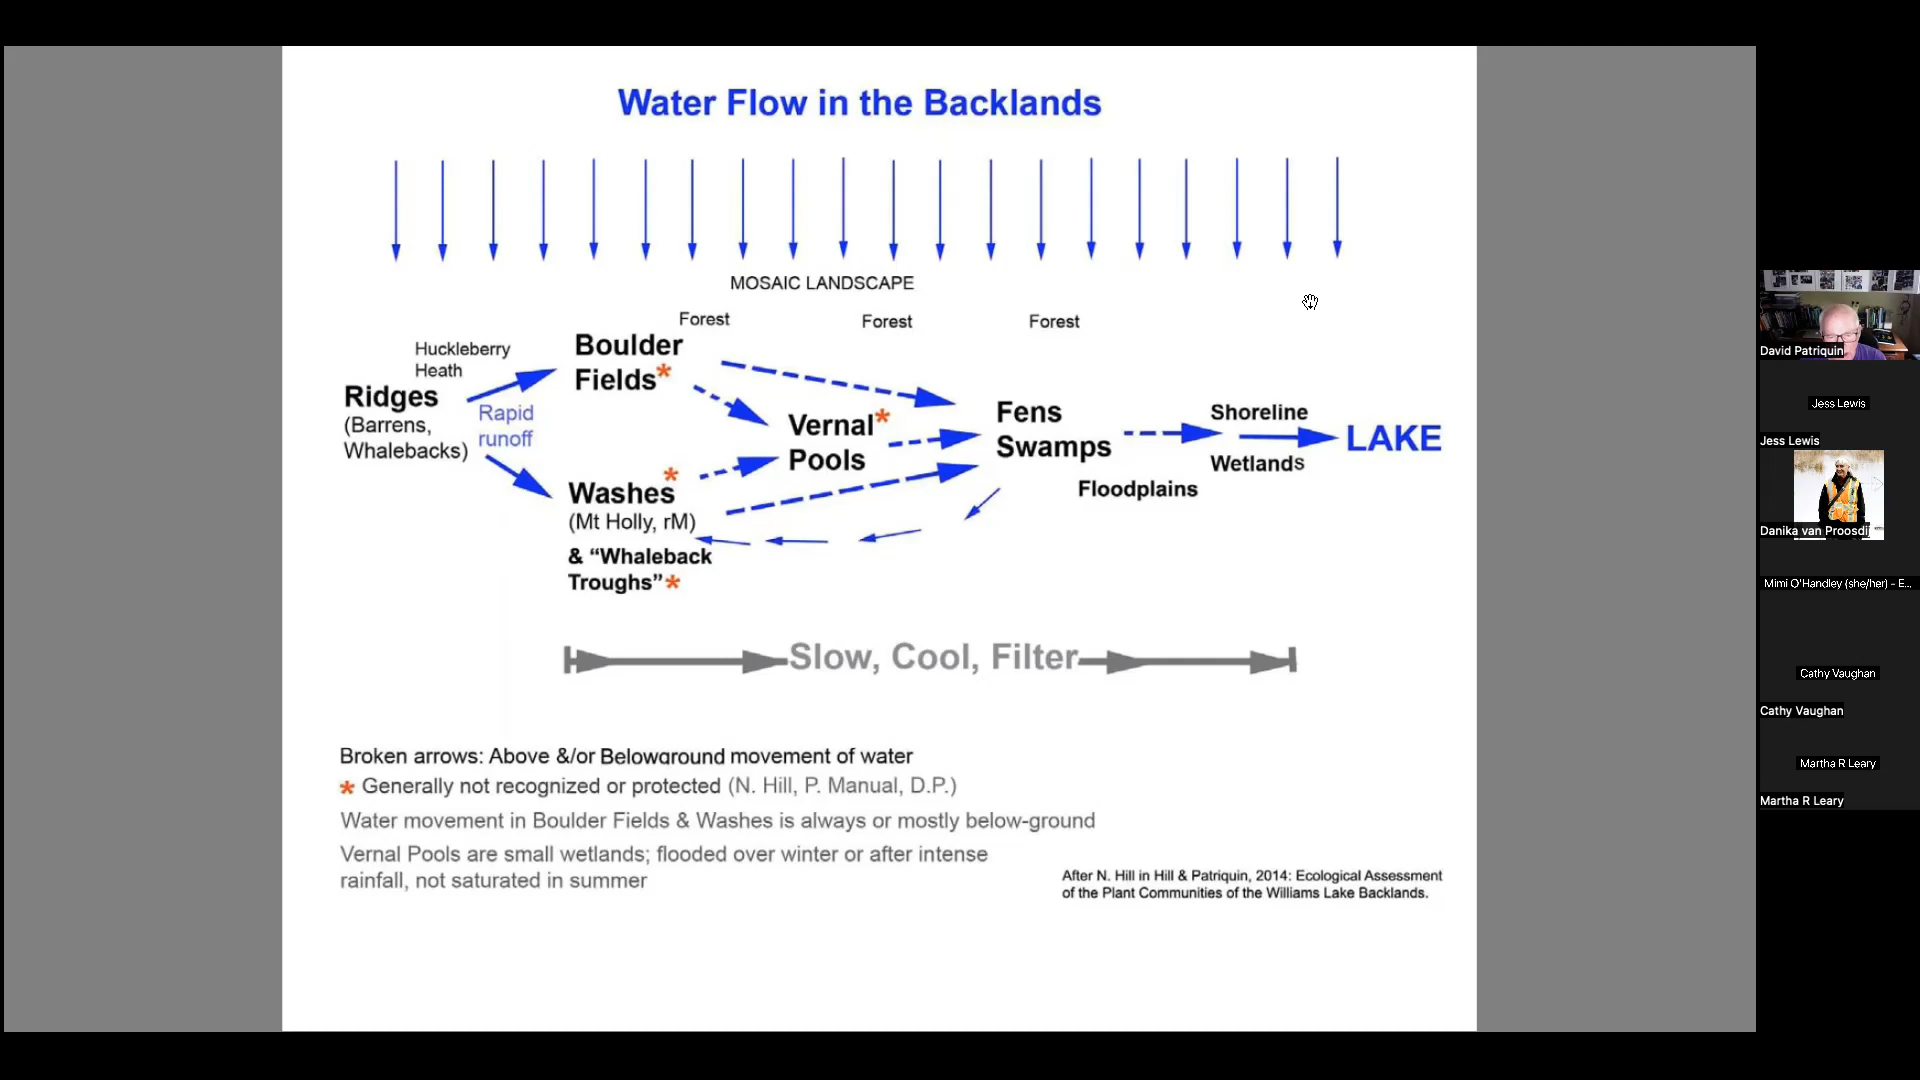 Water Flow in the Backlands
MOSAIC LANDSCAPE
Forest
Forest
Forest
Huckleberry
Heath
Ridges
(Barrens,
Whalebacks)
Rapid
runoff
Boulder
Fields*
Washes*
(Mt Holly, rM)
& “Whaleback
Troughs”*
Vernal*
Pools
Fens
Swamps
Floodplains
Shoreline
Wetlands
LAKE
Slow, Cool, Filter
Broken arrows: Above &/or Belowground movement of water
* Generally not recognized or protected (N. Hill, P. Manual, D.P.)
Water movement in Boulder Fields & Washes is always or mostly below-ground
Vernal Pools are small wetlands; flooded over winter or after intense
rainfall, not saturated in summer
After N. Hill in Hill & Patriquin, 2014: Ecological Assessment
of the Plant Communities of the Williams Lake Backlands.
David Patriquin
Jess Lewis
Jess Lewis
Danika van Proosdij
Mimi O'Handley (she/her) - E...
Cathy Vaughan
Cathy Vaughan
Martha R Leary
Martha R Leary